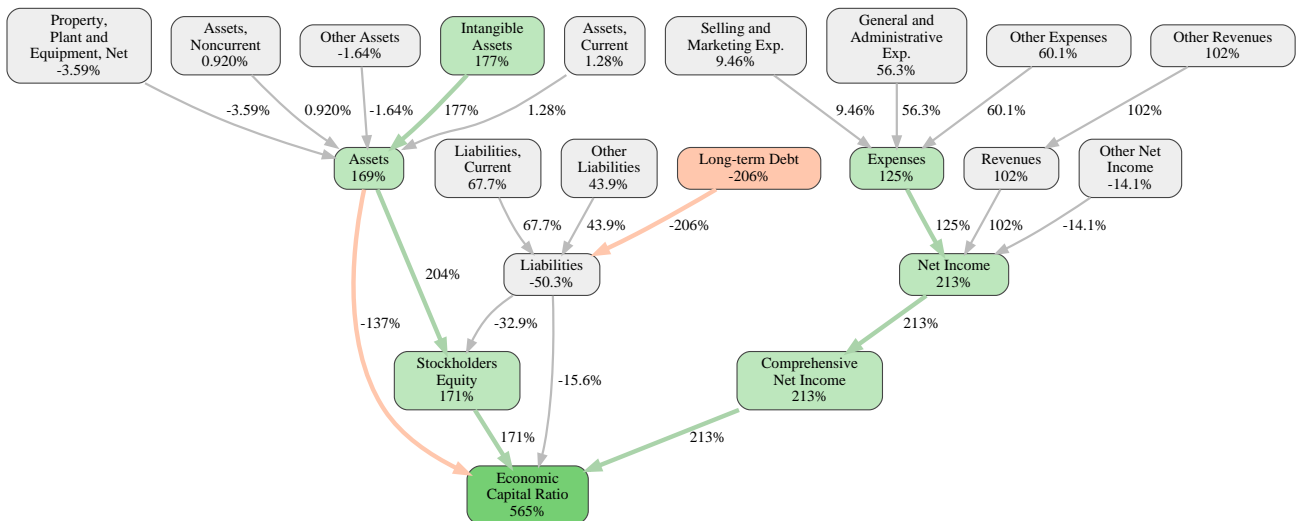 Property,
Plant and
Equipment, Net
-3.59%
Assets,
Noncurrent
0.920%
Other Assets
-1.64%
Intangible
Assets
177%
Assets,
Current
1.28%
Selling and
Marketing Exp.
9.46%
General and
Administrative
Exp.
56.3%
Other Expenses
60.1%
Other Revenues
102%
-3.59%
0.920%
-1.64%
177%
1.28%
9.46%
56.3%
60.1%
102%
Assets
169%
Liabilities,
Current
67.7%
Other
Liabilities
43.9%
Long-term Debt
-206%
Expenses
125%
Revenues
102%
Other Net
Income
-14.1%
67.7%
43.9%
-206%
125%
102%
-14.1%
204%
Liabilities
-50.3%
Net Income
213%
-137%
-32.9%
213%
Stockholders
Equity
171%
-15.6%
Comprehensive
Net Income
213%
171%
213%
Economic
Capital Ratio
565%